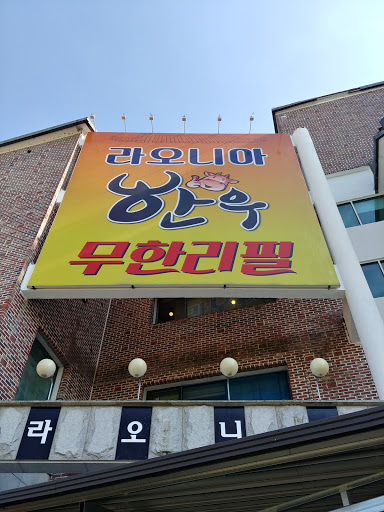 라오니아
한우
무한리필
라 오 니